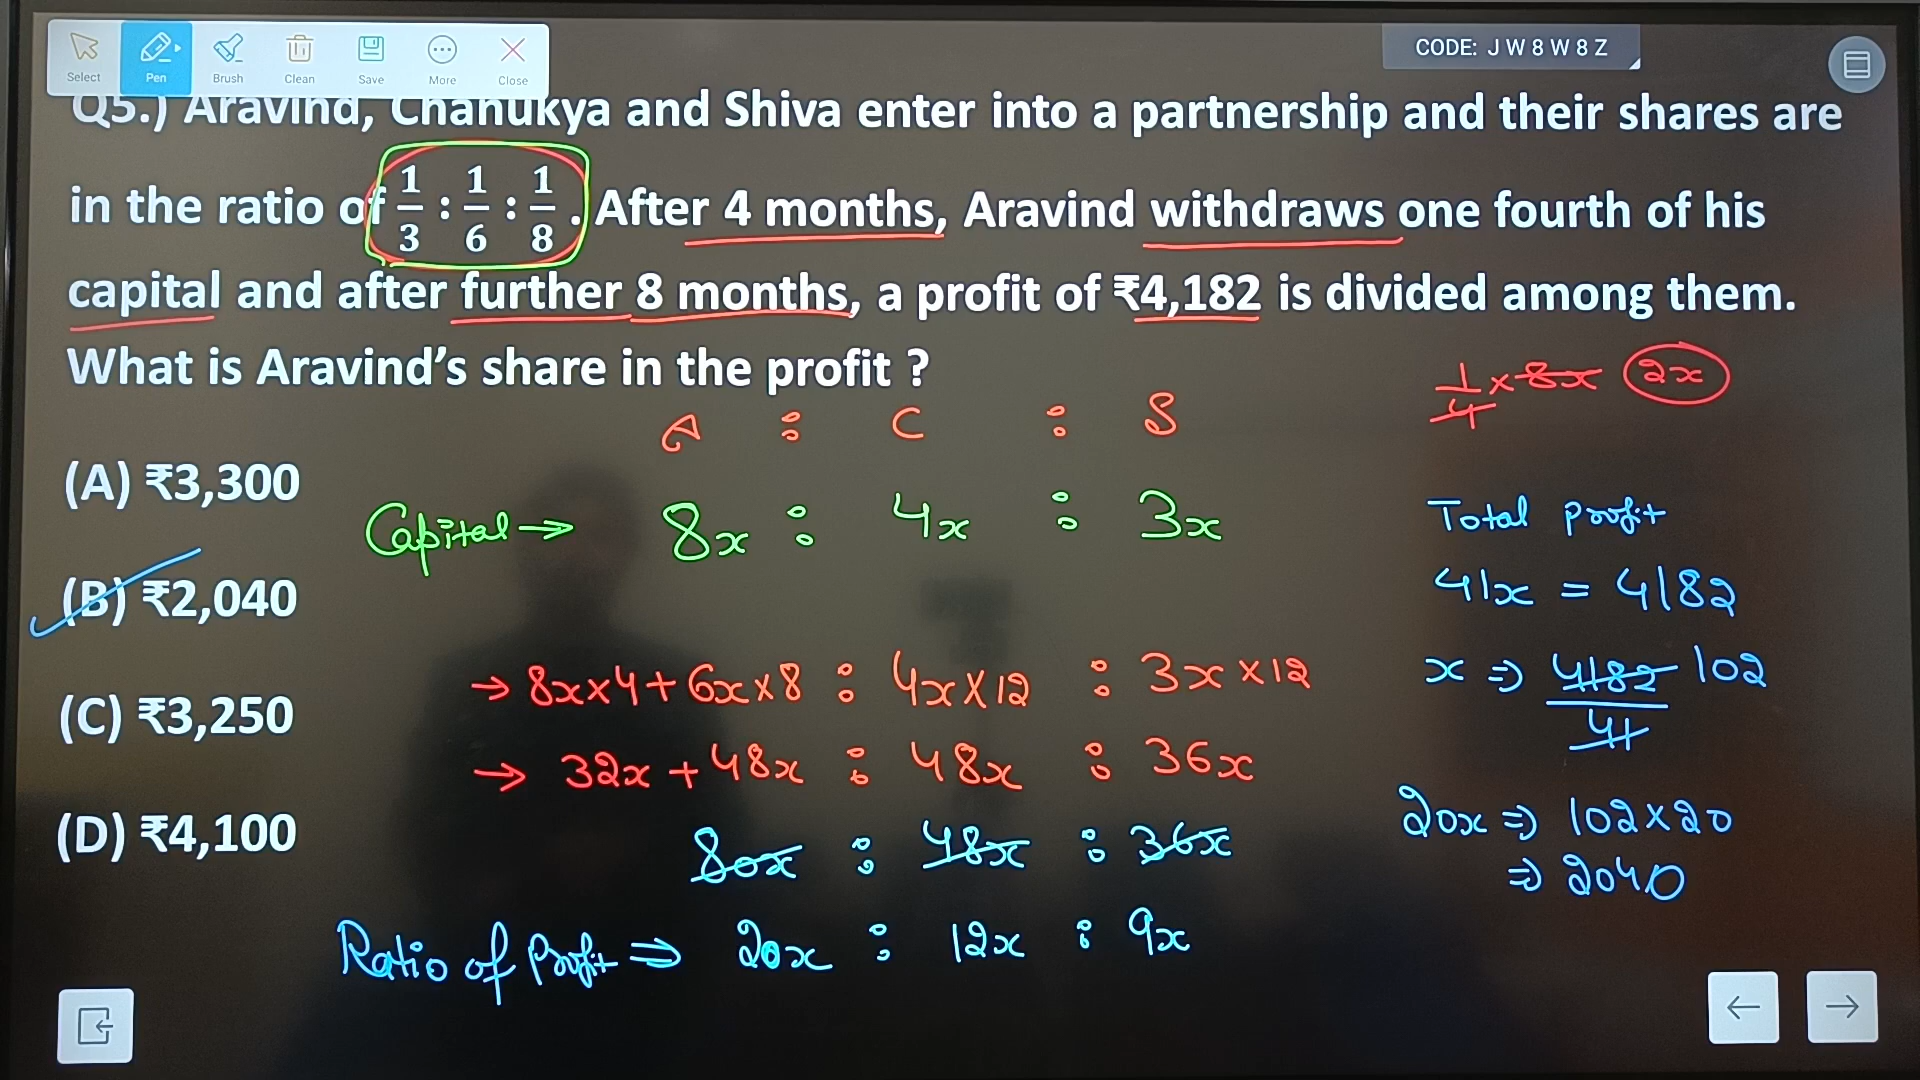 Select Pen Brush Clean Save More Close
CODE: J W 8 W 8 Z
Q5.) Aravind, Chanukya and Shiva enter into a partnership and their shares are
in the ratio of 1/3 : 1/6 : 1/8 . After 4 months, Aravind withdraws one fourth of his
capital and after further 8 months, a profit of ₹4,182 is divided among them.
What is Aravind’s share in the profit ?
1/4 × 8x 2x
A : C : S
(A) ₹3,300
Capital → 8x : 4x : 3x
Total profit
(B) ₹2,040
41x = 4182
→ 8x×4+6x×8 : 4x×12 : 3x×12
x ⇒ 4182/41 102
(C) ₹3,250
→ 32x + 48x : 48x : 36x
20x ⇒ 102×20
(D) ₹4,100
80x : 48x : 36x
⇒ 2040
Ratio of Profit ⇒ 20x : 12x : 9x